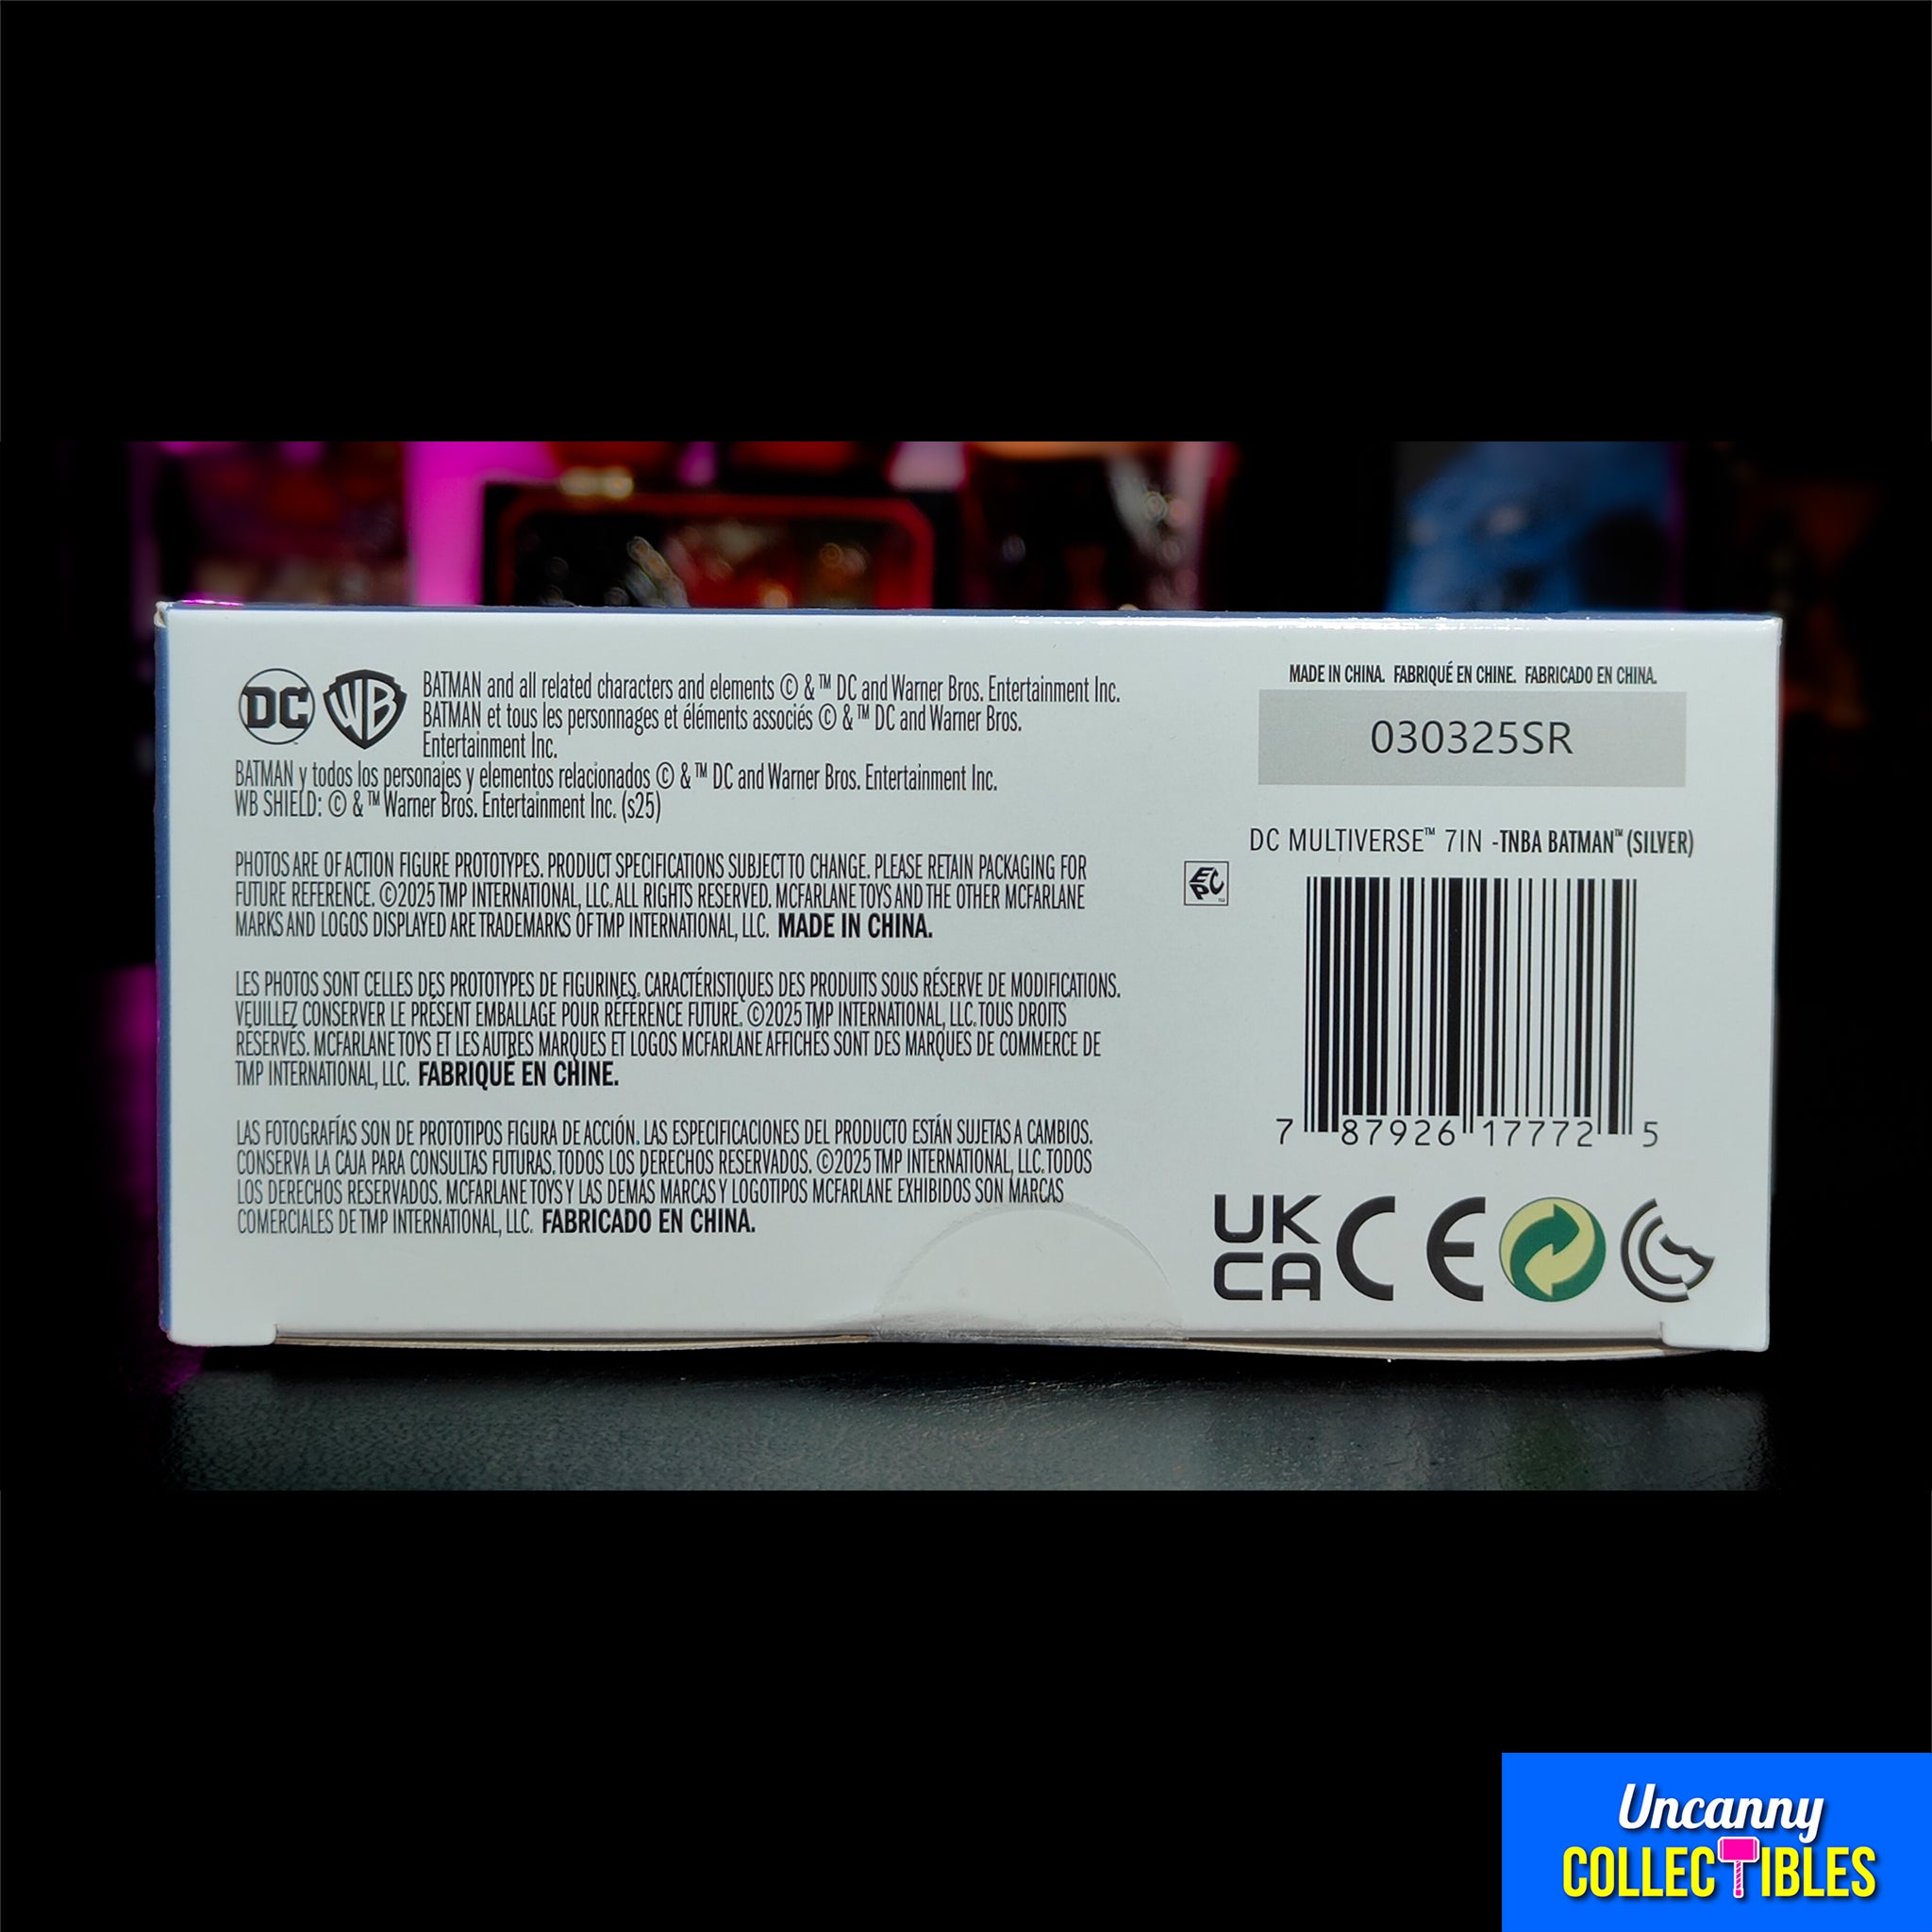 DC WB BATMAN and all related characters and elements © & ™ DC and Warner Bros. Entertainment Inc.
BATMAN et tous les personnages et éléments associés © & ™ DC and Warner Bros.
Entertainment Inc.
BATMAN y todos los personajes y elementos relacionados © & ™ DC and Warner Bros. Entertainment Inc.
WB SHIELD: © & ™ Warner Bros. Entertainment Inc. (s25)
PHOTOS ARE OF ACTION FIGURE PROTOTYPES. PRODUCT SPECIFICATIONS SUBJECT TO CHANGE. PLEASE RETAIN PACKAGING FOR
FUTURE REFERENCE. ©2025 TMP INTERNATIONAL, LLC. ALL RIGHTS RESERVED. MCFARLANE TOYS AND THE OTHER MCFARLANE
MARKS AND LOGOS DISPLAYED ARE TRADEMARKS OF TMP INTERNATIONAL, LLC. MADE IN CHINA.
LES PHOTOS SONT CELLES DES PROTOTYPES DE FIGURINES. CARACTÉRISTIQUES DES PRODUITS SOUS RÉSERVE DE MODIFICATIONS.
VEUILLEZ CONSERVER LE PRÉSENT EMBALLAGE POUR RÉFÉRENCE FUTURE. ©2025 TMP INTERNATIONAL, LLC. TOUS DROITS
RÉSERVÉS. MCFARLANE TOYS ET LES AUTRES MARQUES ET LOGOS MCFARLANE AFFICHÉS SONT DES MARQUES DE COMMERCE DE
TMP INTERNATIONAL, LLC. FABRIQUÉ EN CHINE.
LAS FOTOGRAFÍAS SON DE PROTOTIPOS FIGURA DE ACCIÓN. LAS ESPECIFICACIONES DEL PRODUCTO ESTÁN SUJETAS A CAMBIOS.
CONSERVA LA CAJA PARA CONSULTAS FUTURAS. TODOS LOS DERECHOS RESERVADOS. ©2025 TMP INTERNATIONAL, LLC. TODOS
LOS DERECHOS RESERVADOS. MCFARLANE TOYS Y LAS DEMÁS MARCAS Y LOGOTIPOS MCFARLANE EXHIBIDOS SON MARCAS
COMERCIALES DE TMP INTERNATIONAL, LLC. FABRICADO EN CHINA.
MADE IN CHINA. FABRIQUÉ EN CHINE. FABRICADO EN CHINA.
030325SR
DC MULTIVERSE™ 7IN -TNBA BATMAN™ (SILVER)
EPC
7 87926 17772 5
UK
CA CE
Uncanny
COLLECTIBLES